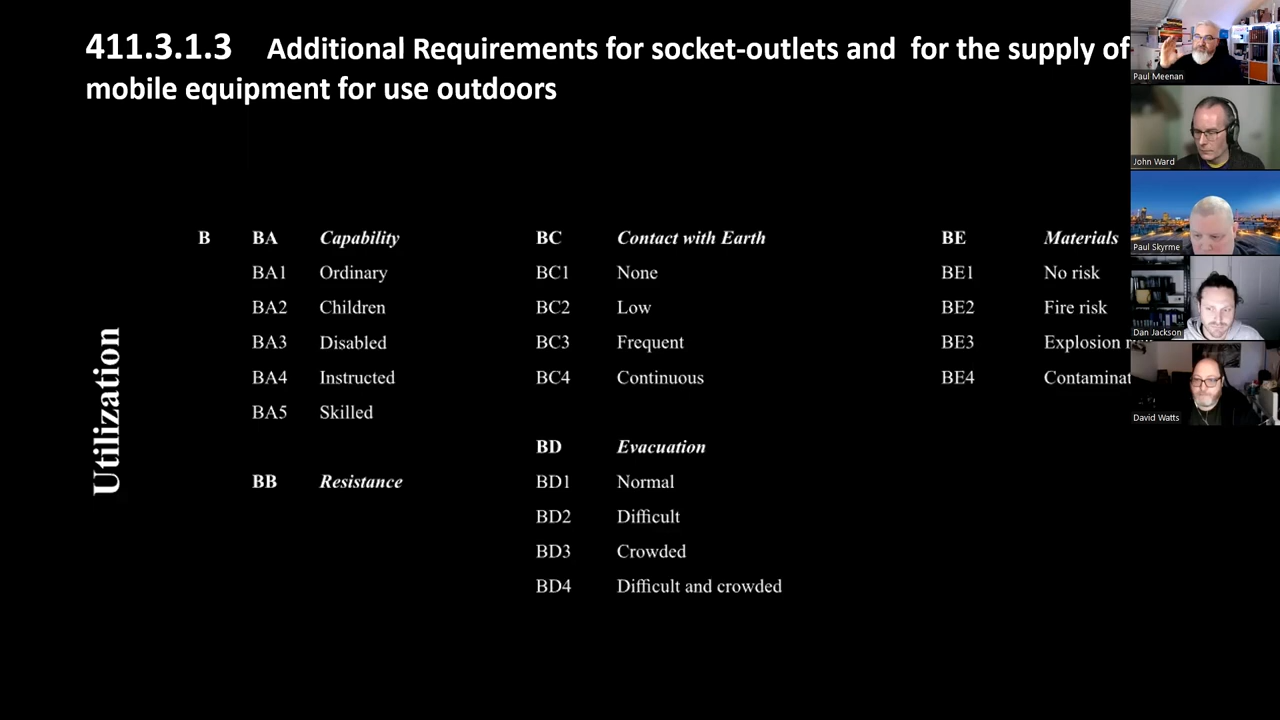 411.3.1.3 Additional Requirements for socket-outlets and for the supply of
mobile equipment for use outdoors
Utilization
B BA Capability BC Contact with Earth BE Materials
BA1 Ordinary BC1 None BE1 No risk
BA2 Children BC2 Low BE2 Fire risk
BA3 Disabled BC3 Frequent BE3 Explosion
BA4 Instructed BC4 Continuous BE4 Contaminat
BA5 Skilled
BD Evacuation
BB Resistance BD1 Normal
BD2 Difficult
BD3 Crowded
BD4 Difficult and crowded
Paul Meenan
John Ward
Paul Skyrme
Dan Jackson
David Watts